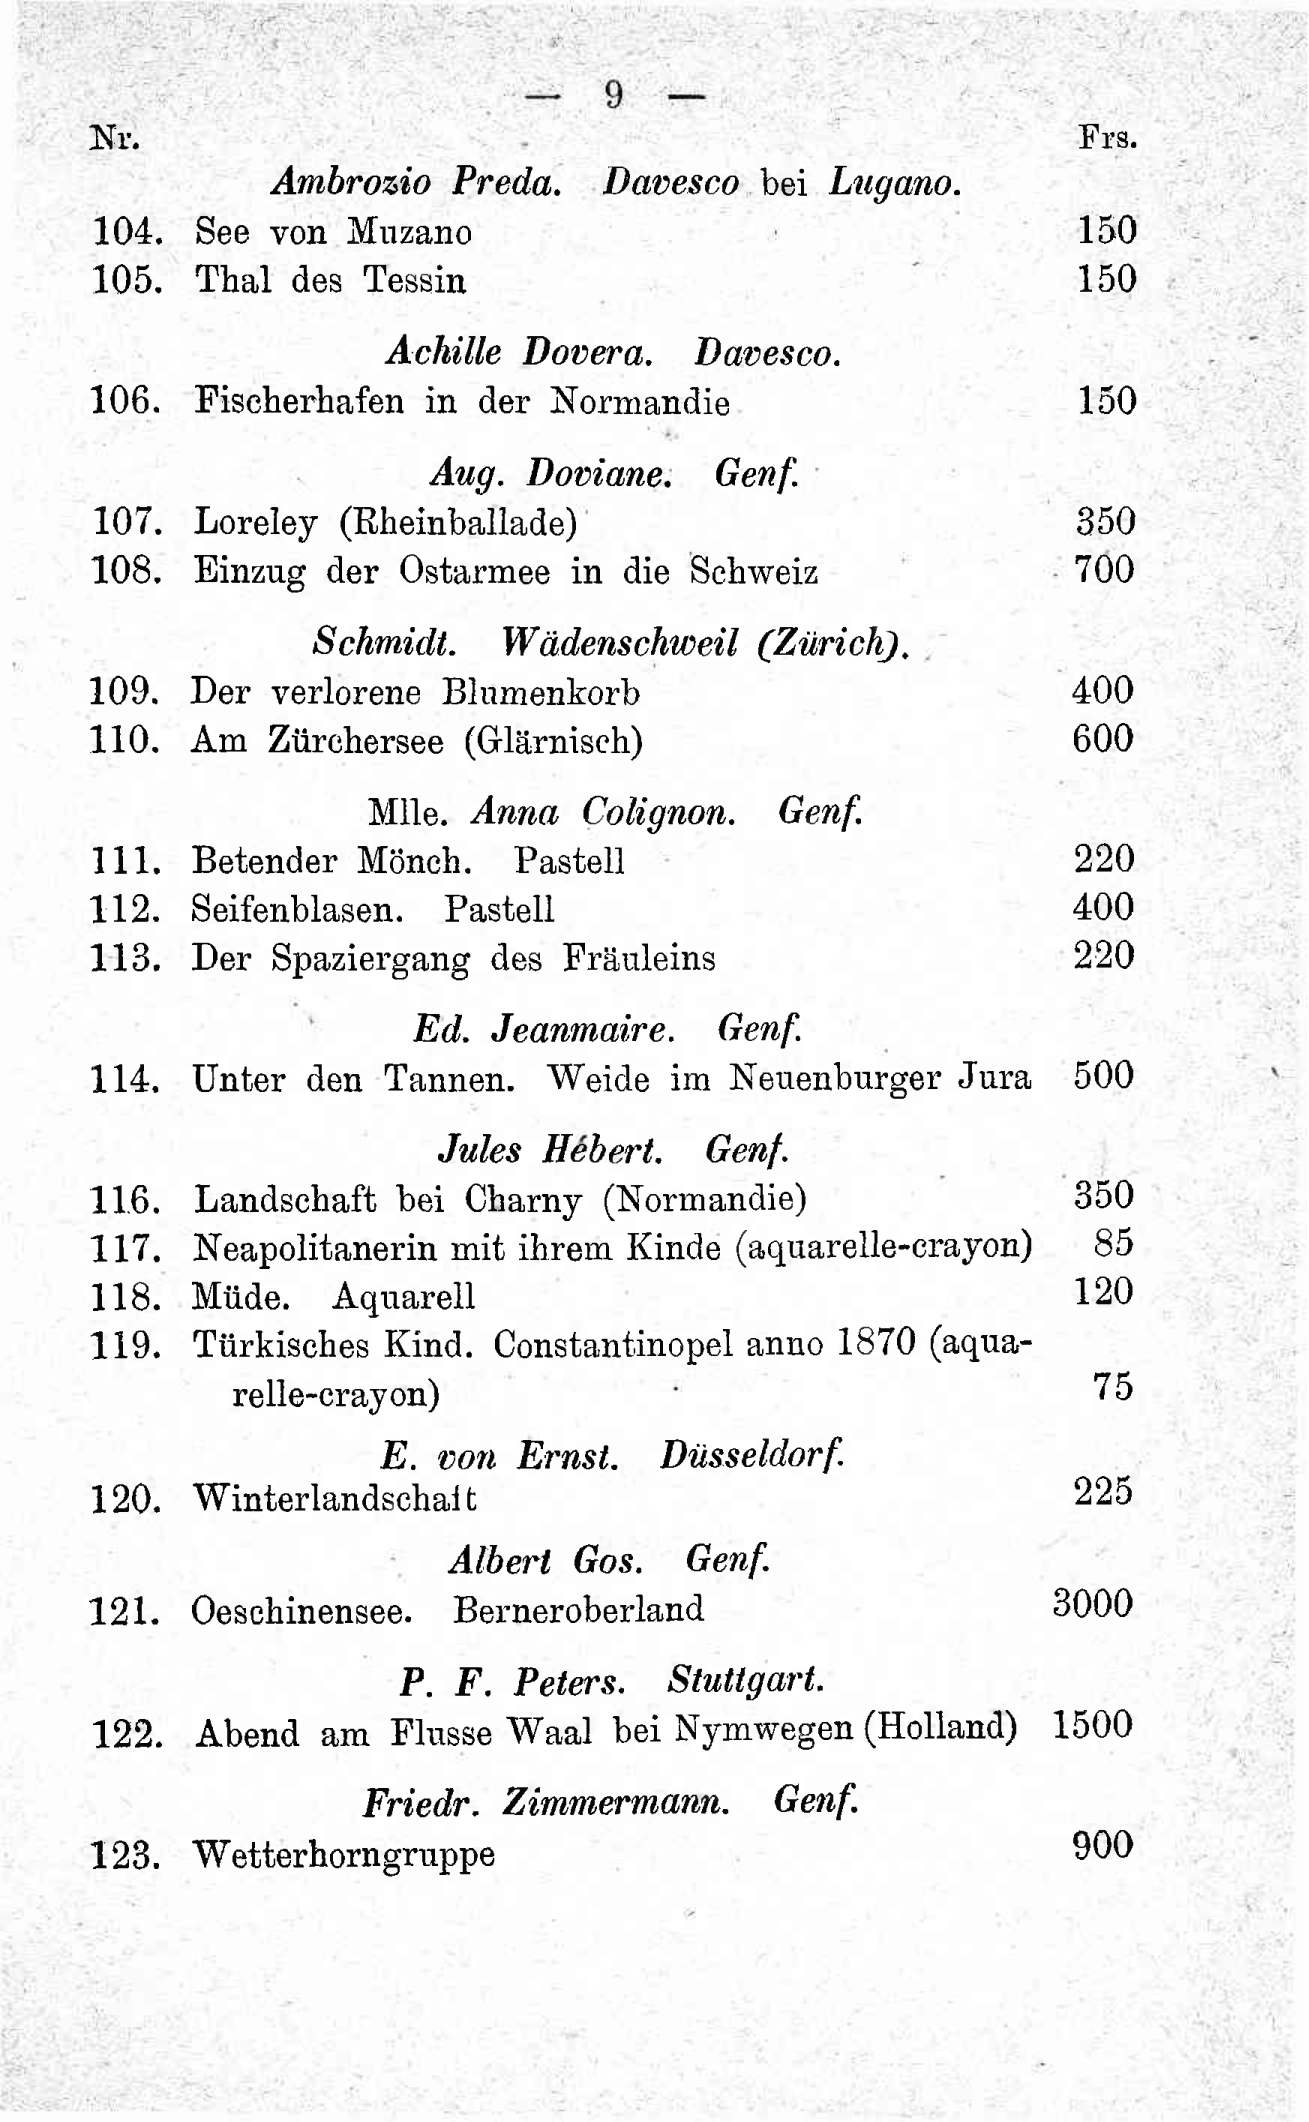 — 9 —
Nr. Frs.
Ambrozio Preda. Davesco bei Lugano.
104. See von Muzano 150
105. Thal des Tessin 150
Achille Dovera. Davesco.
106. Fischerhafen in der Normandie 150
Aug. Doviane. Genf.
107. Loreley (Rheinballade) 350
108. Einzug der Ostarmee in die Schweiz 700
Schmidt. Wädenschweil (Zürich).
109. Der verlorene Blumenkorb 400
110. Am Zürchersee (Glärnisch) 600
Mlle. Anna Colignon. Genf.
111. Betender Mönch. Pastell 220
112. Seifenblasen. Pastell 400
113. Der Spaziergang des Fräuleins 220
Ed. Jeanmaire. Genf.
114. Unter den Tannen. Weide im Neuenburger Jura 500
Jules Hébert. Genf.
116. Landschaft bei Charny (Normandie) 350
117. Neapolitanerin mit ihrem Kinde (aquarelle-crayon) 85
118. Müde. Aquarell 120
119. Türkisches Kind. Constantinopel anno 1870 (aqua-
relle-crayon) 75
E. von Ernst. Düsseldorf.
120. Winterlandschaft 225
Albert Gos. Genf.
121. Oeschinensee. Berneroberland 3000
P. F. Peters. Stuttgart.
122. Abend am Flusse Waal bei Nymwegen (Holland) 1500
Friedr. Zimmermann. Genf.
123. Wetterhorngruppe 900